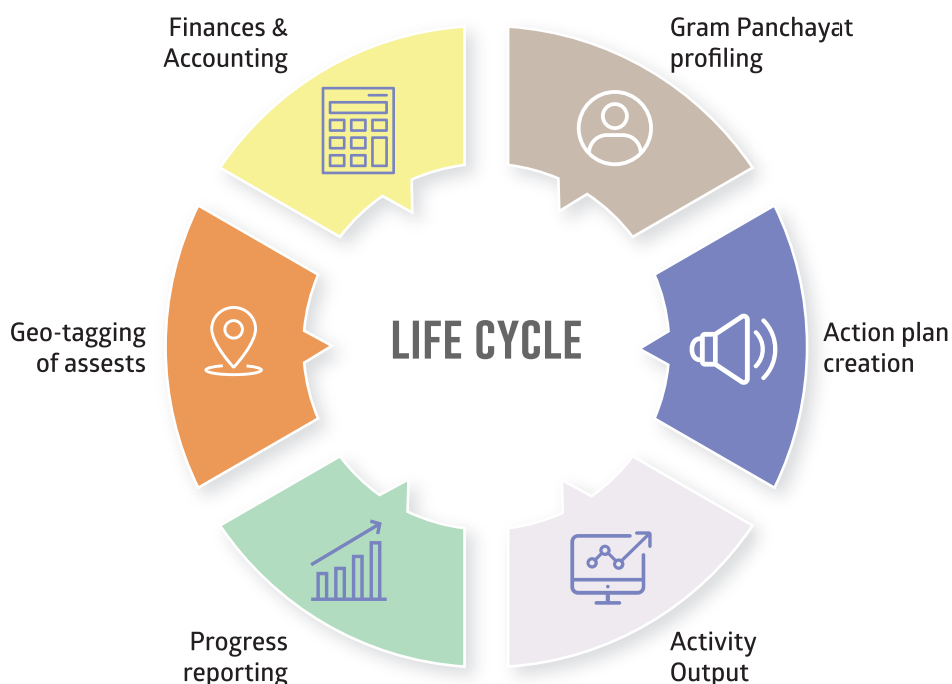 Finances &
Accounting
Gram Panchayat
profiling
Geo-tagging
of assests
LIFE CYCLE
Action plan
creation
Progress
reporting
Activity
Output